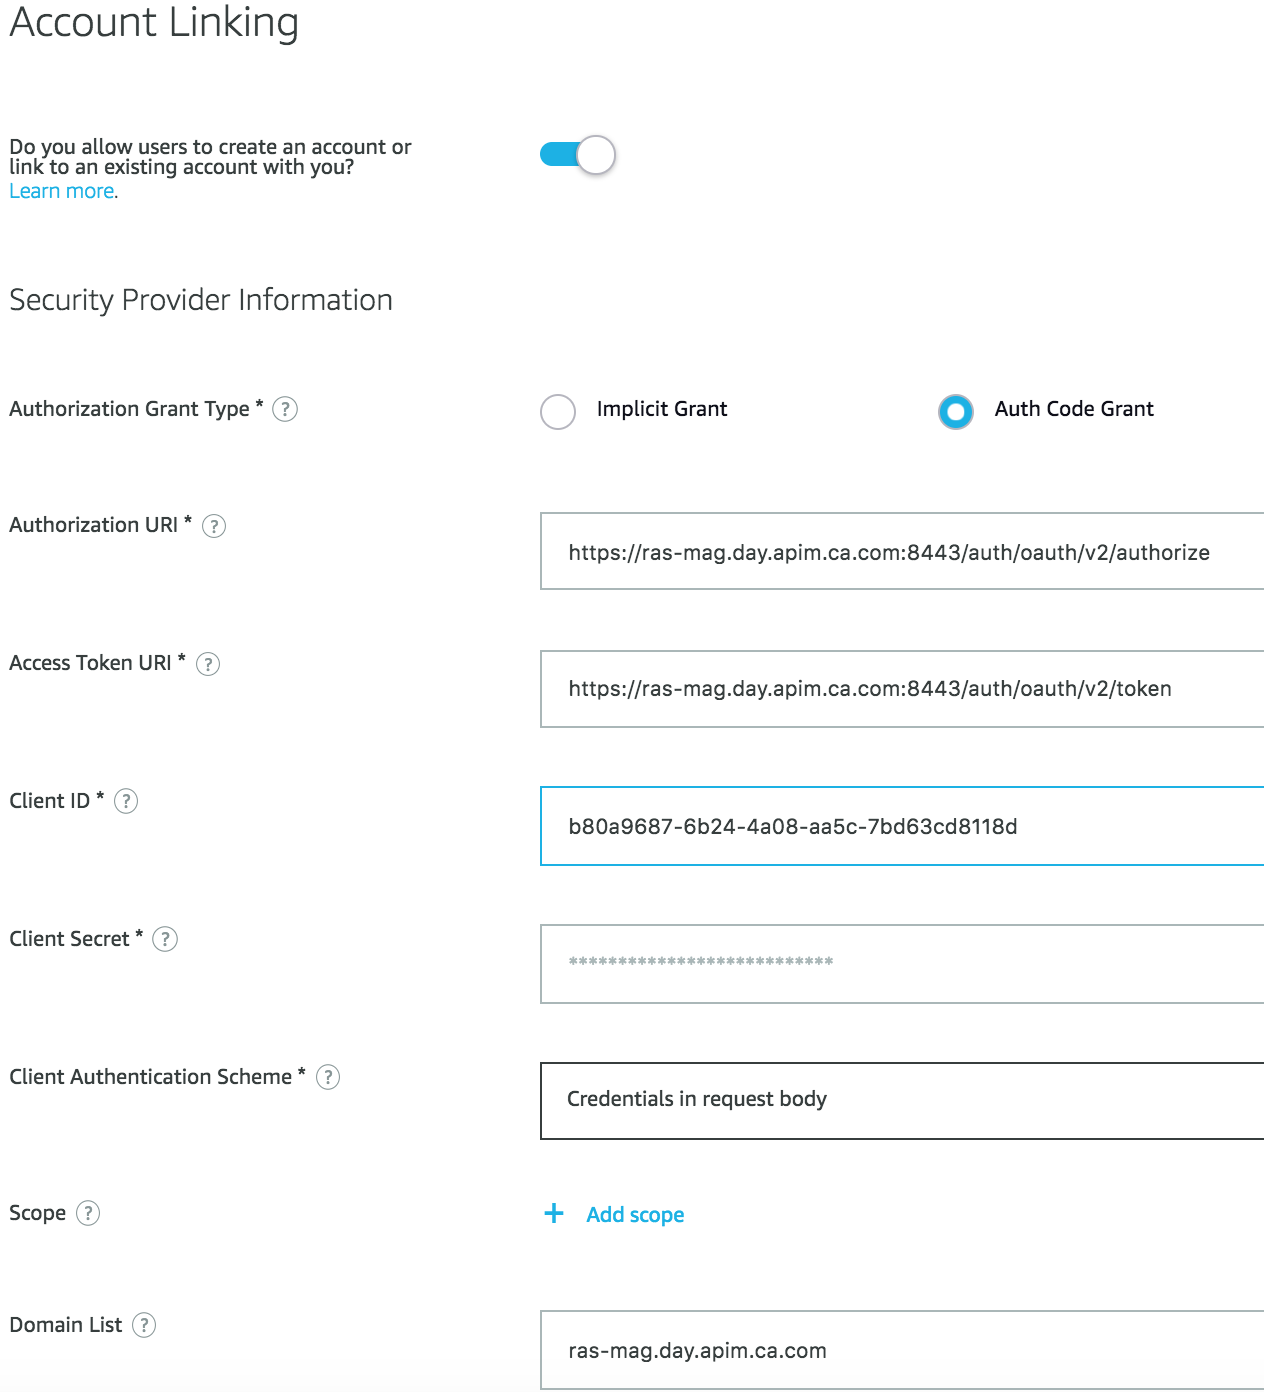 Account Linking
Do you allow users to create an account or
link to an existing account with you?
Learn more.
Security Provider Information
Authorization Grant Type * ?
Implicit Grant
Auth Code Grant
Authorization URI * ?
https://ras-mag.day.apim.ca.com:8443/auth/oauth/v2/authorize
Access Token URI * ?
https://ras-mag.day.apim.ca.com:8443/auth/oauth/v2/token
Client ID * ?
b80a9687-6b24-4a08-aa5c-7bd63cd8118d
Client Secret * ?
***************************
Client Authentication Scheme * ?
Credentials in request body
Scope ?
+ Add scope
Domain List ?
ras-mag.day.apim.ca.com